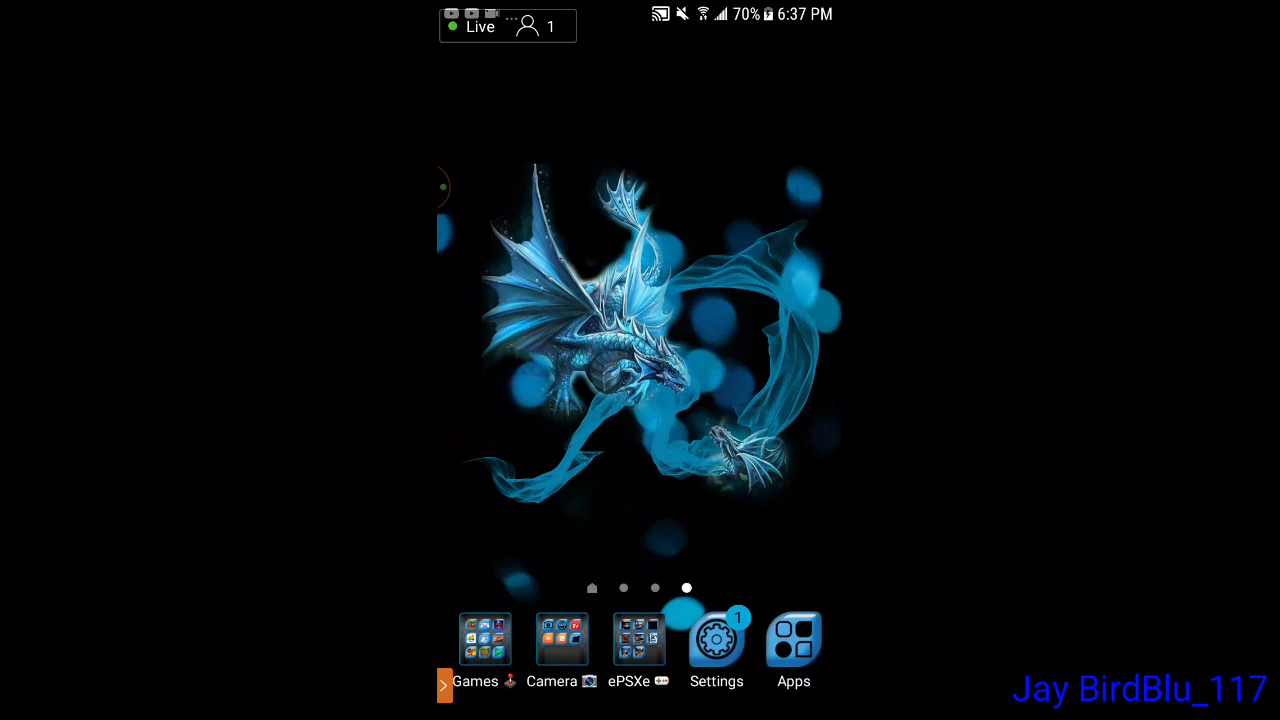 70% 6:37 PM
Live 1
1
Games Camera ePSXe Settings Apps
Jay BirdBlu_117